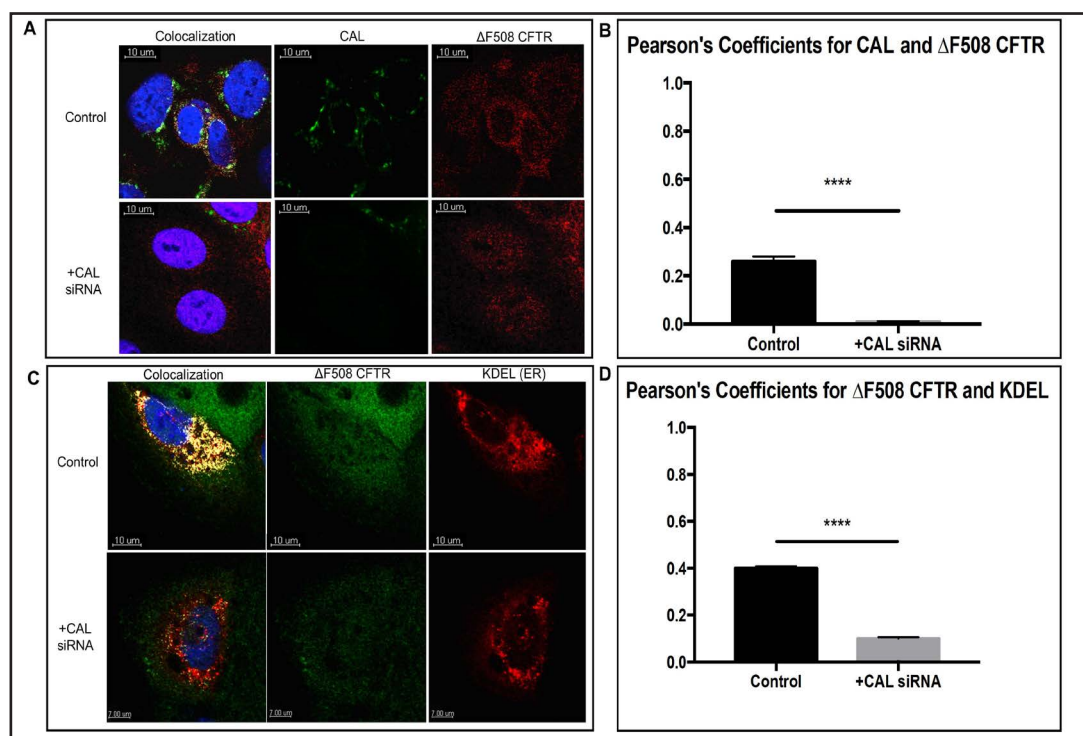 A
Colocalization CAL ΔF508 CFTR
Control
10 um 10 um 10 um
+CAL
siRNA
10 um 10 um 10 um
B
Pearson's Coefficients for CAL and ΔF508 CFTR
1.0
0.8
0.6
0.4
0.2
0.0
****
Control +CAL siRNA
C
Colocalization ΔF508 CFTR KDEL (ER)
Control
10 um 10 um 10 um
+CAL
siRNA
7.00 um 7.00 um 7.00 um
D
Pearson's Coefficients for ΔF508 CFTR and KDEL
1.0
0.8
0.6
0.4
0.2
0.0
****
Control +CAL siRNA